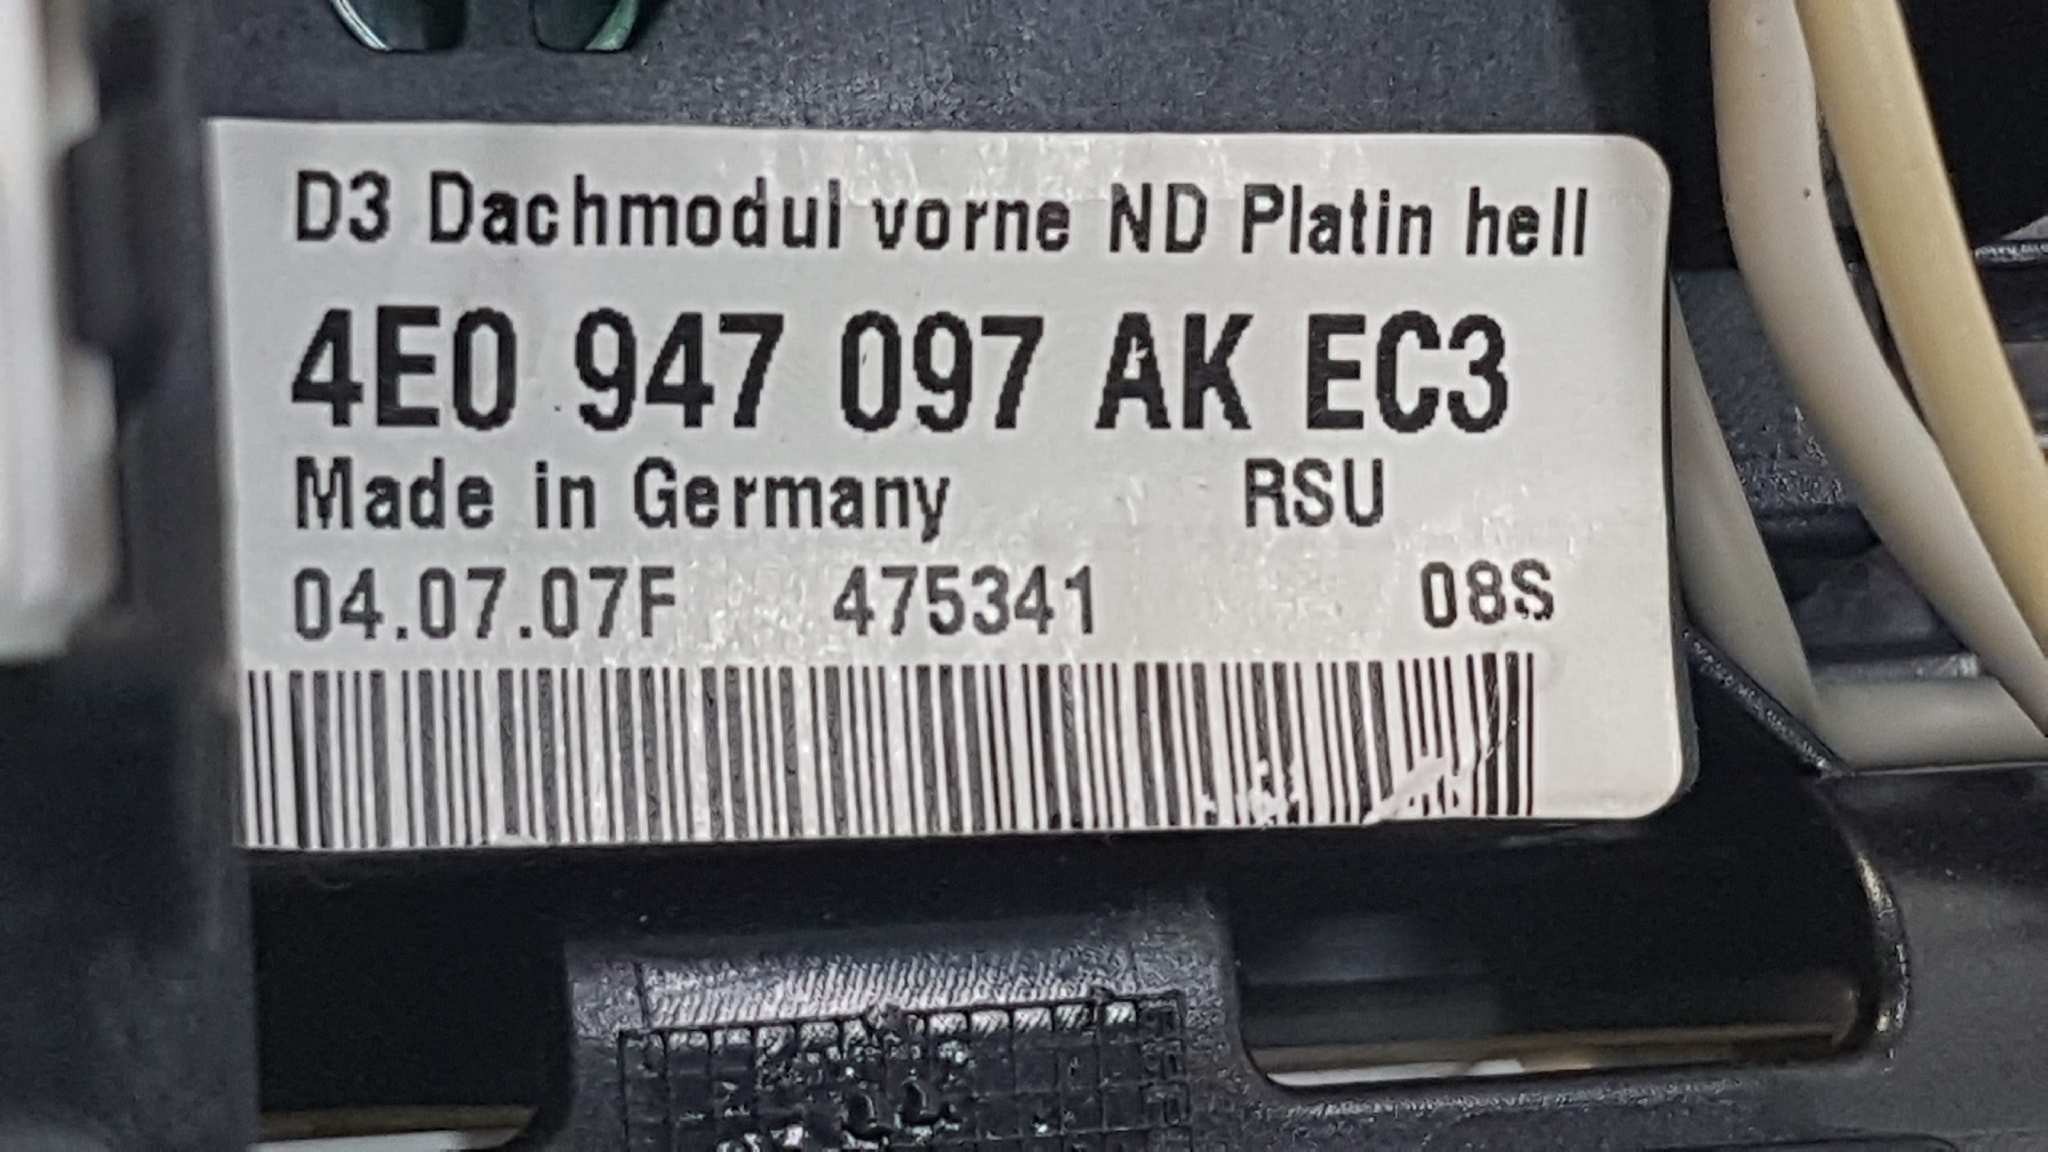 D3 Dachmodul vorne ND Platin hell
4E0 947 097 AK EC3
Made in Germany RSU
04.07.07F 475341 08S